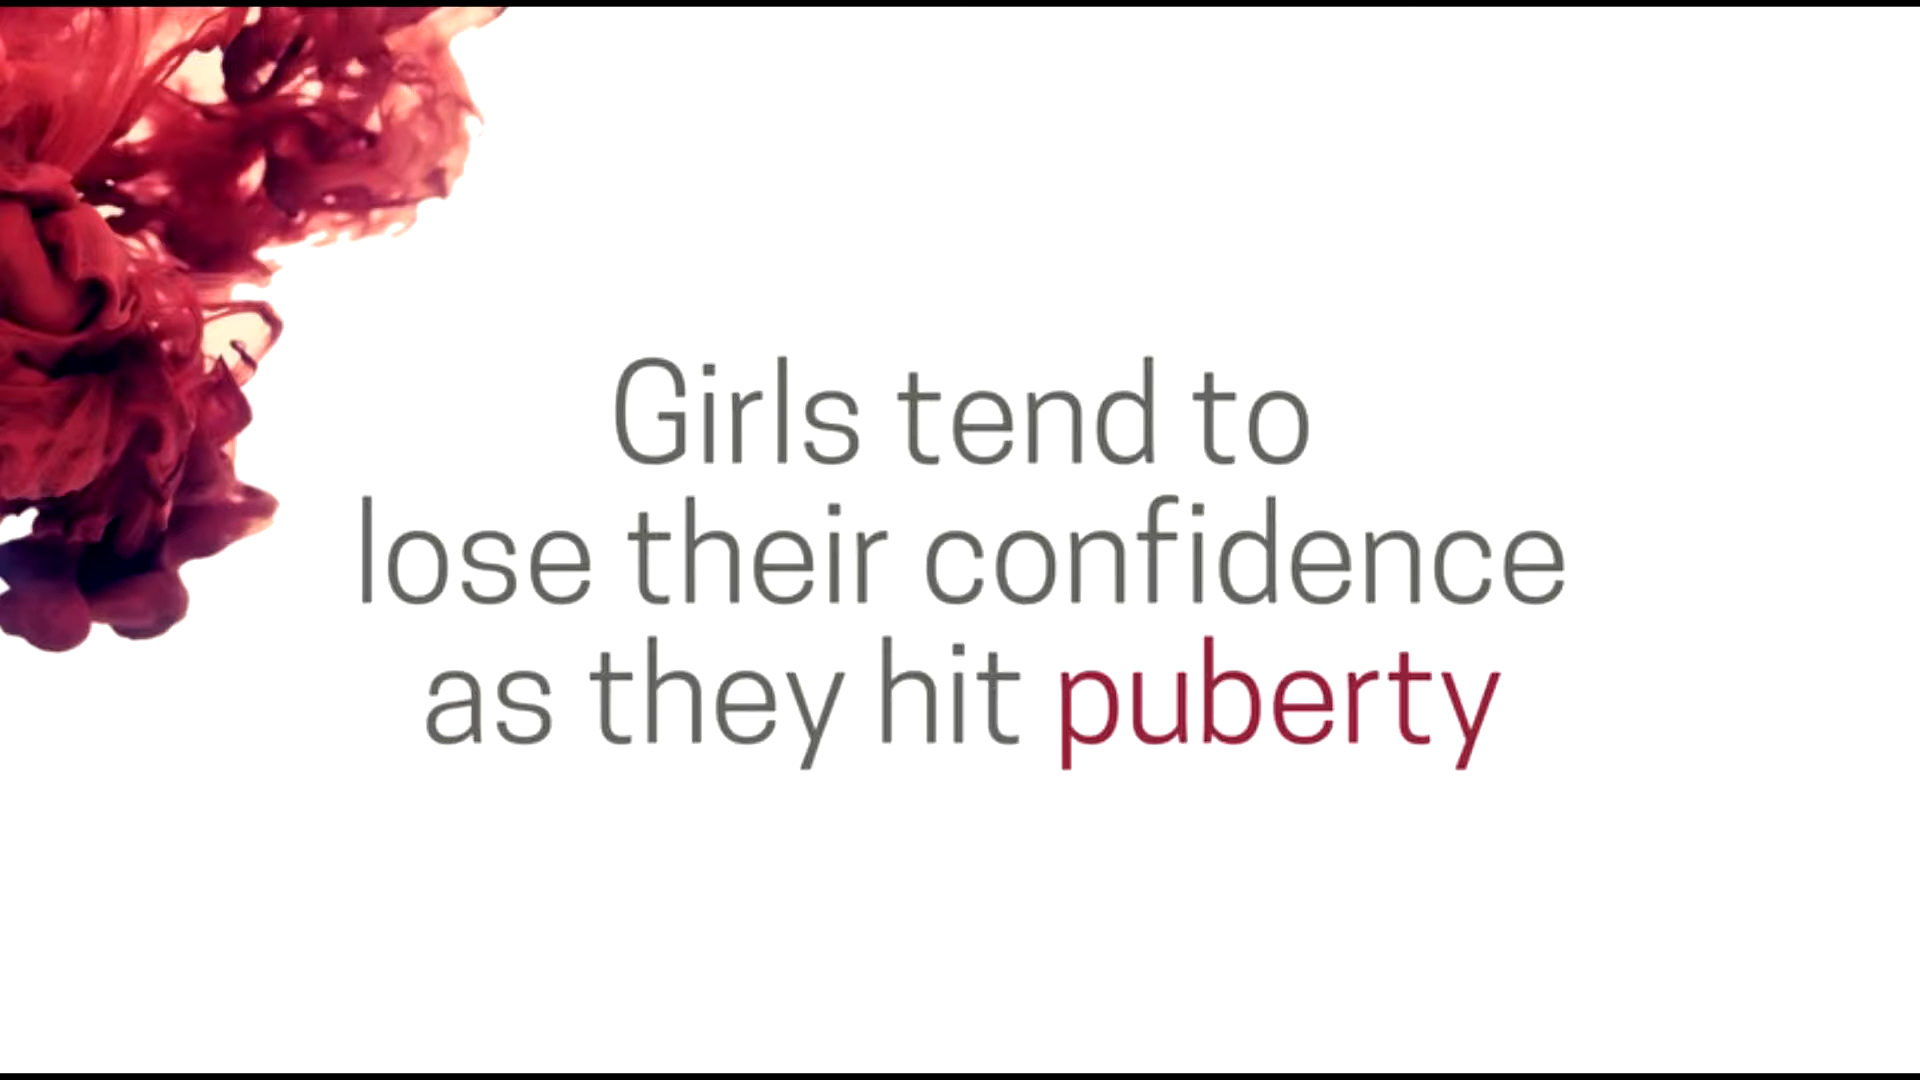 Girls tend to
lose their confidence
as they hit puberty